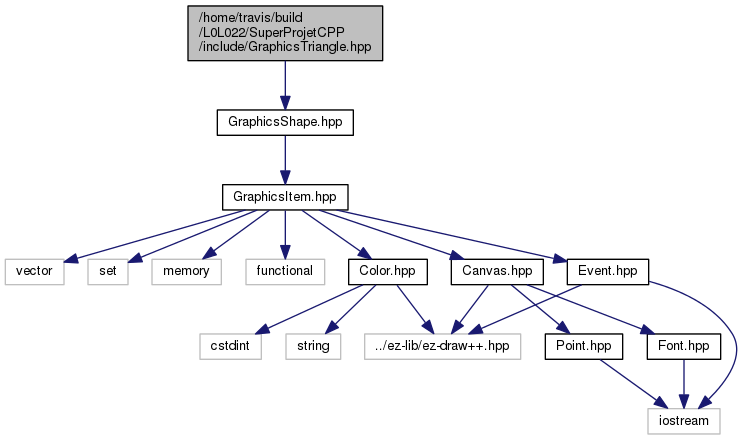 /home/travis/build
/L0L022/SuperProjetCPP
/include/GraphicsTriangle.hpp
GraphicsShape.hpp
GraphicsItem.hpp
vector
set
memory
functional
Color.hpp
Canvas.hpp
Event.hpp
cstdint
string
../ez-lib/ez-draw++.hpp
Point.hpp
Font.hpp
iostream